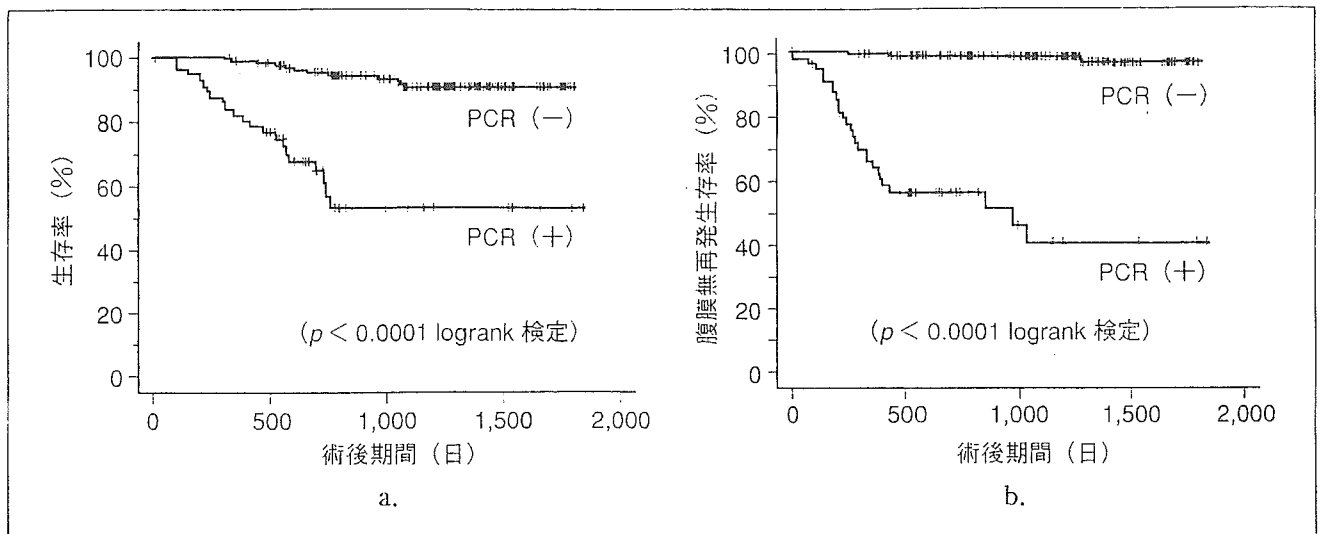 100
80
60
40
20
0
生存率（%）
PCR（－）
PCR（＋）
（p < 0.0001 logrank 検定）
0 500 1,000 1,500 2,000
術後期間（日）
a.
100
80
60
40
20
0
腹膜無再発生存率（%）
PCR（－）
PCR（＋）
（p < 0.0001 logrank 検定）
0 500 1,000 1,500 2,000
術後期間（日）
b.